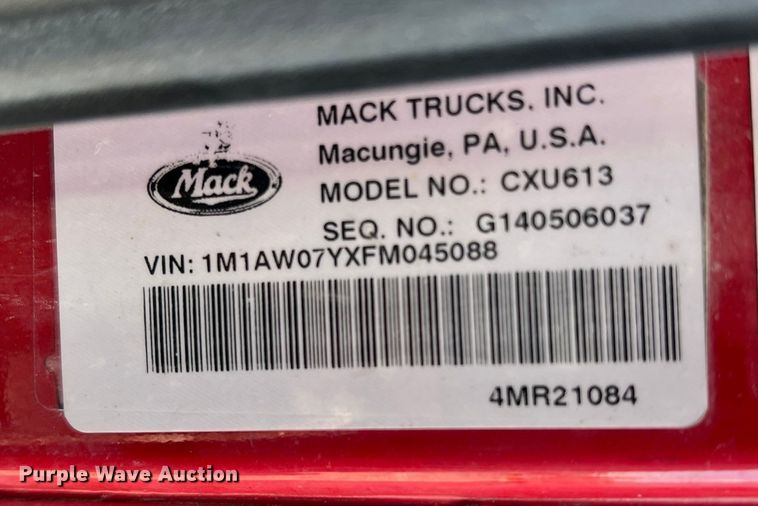 MACK TRUCKS, INC.
Macungie, PA, U.S.A.
Mack
MODEL NO.: CXU613
SEQ. NO.: G140506037
VIN: 1M1AW07YXFM045088
4MR21084
Purple Wave Auction